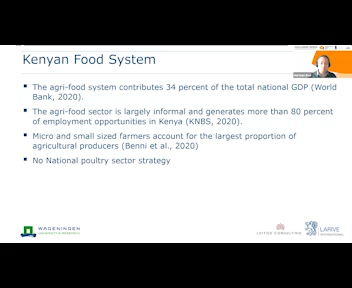 Kenyan Food System
The agri-food system contributes 34 percent of the total national GDP (World
Bank, 2020).
The agri-food sector is largely informal and generates more than 80 percent
of employment opportunities in Kenya (KNBS, 2020).
Micro and small sized farmers account for the largest proportion of
agricultural producers (Benni et al., 2020)
No National poultry sector strategy
WAGENINGEN
UNIVERSITY & RESEARCH
LATTICE CONSULTING
LARIVE
INTERNATIONAL